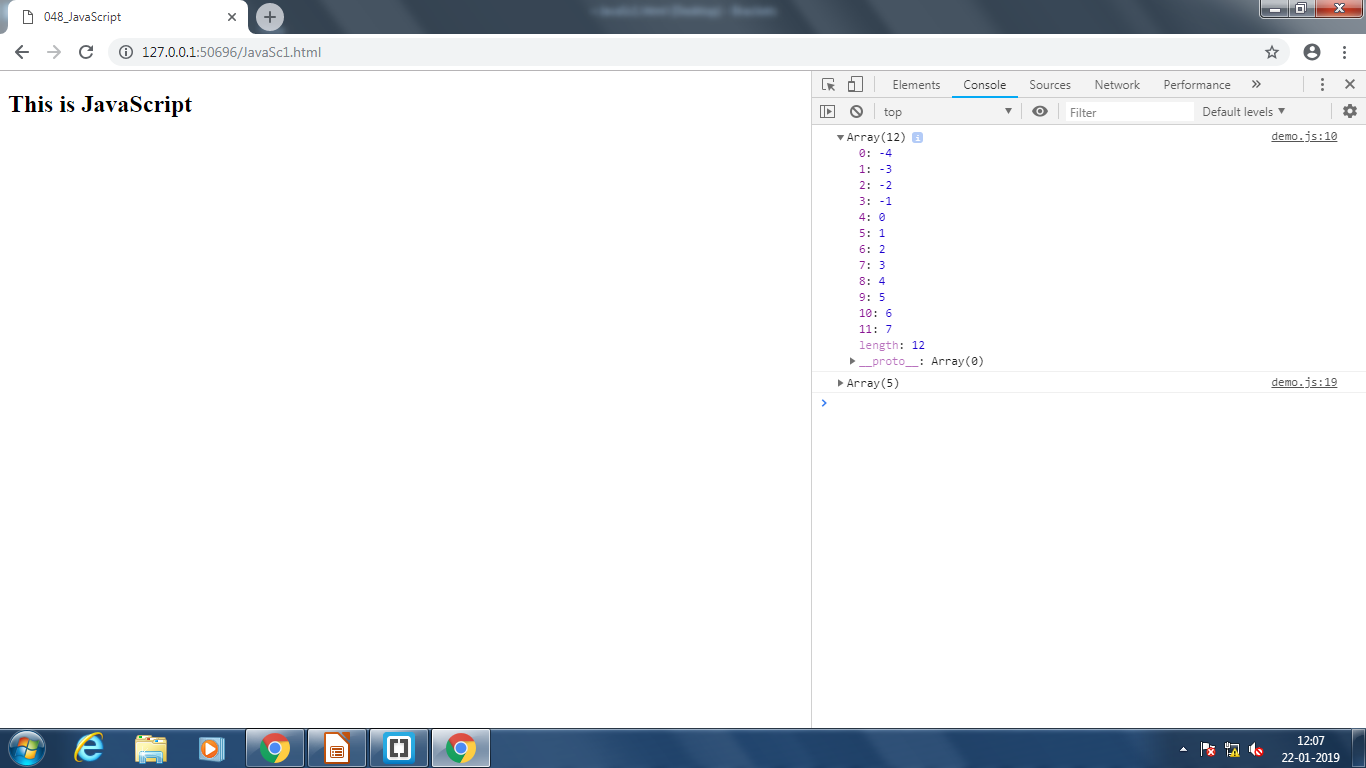 048_JavaScript
127.0.0.1:50696/JavaSc1.html
This is JavaScript
Elements Console Sources Network Performance »
top Filter Default levels
Array(12) i demo.js:10
0: -4
1: -3
2: -2
3: -1
4: 0
5: 1
6: 2
7: 3
8: 4
9: 5
10: 6
11: 7
length: 12
__proto__: Array(0)
Array(5) demo.js:19
12:07
22-01-2019